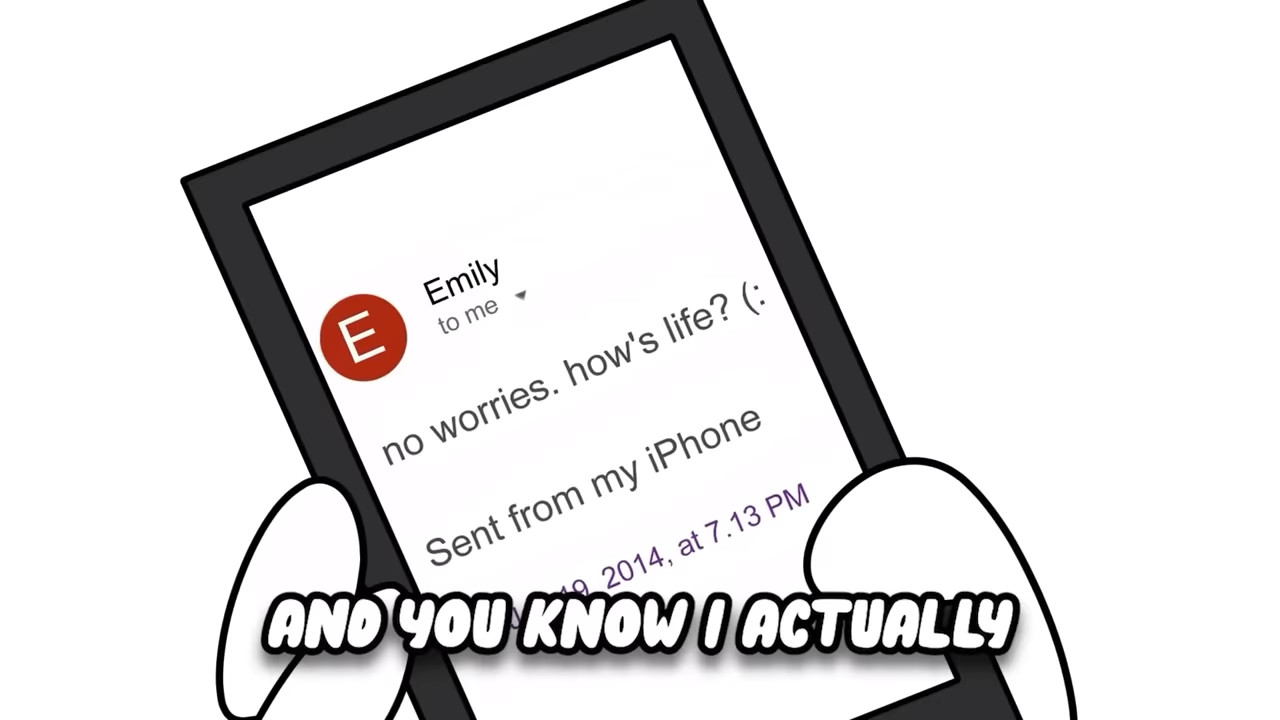 E
Emily
to me
no worries. how's life? (:
Sent from my iPhone
19, 2014, at 7.13 PM
AND YOU KNOW I ACTUALLY